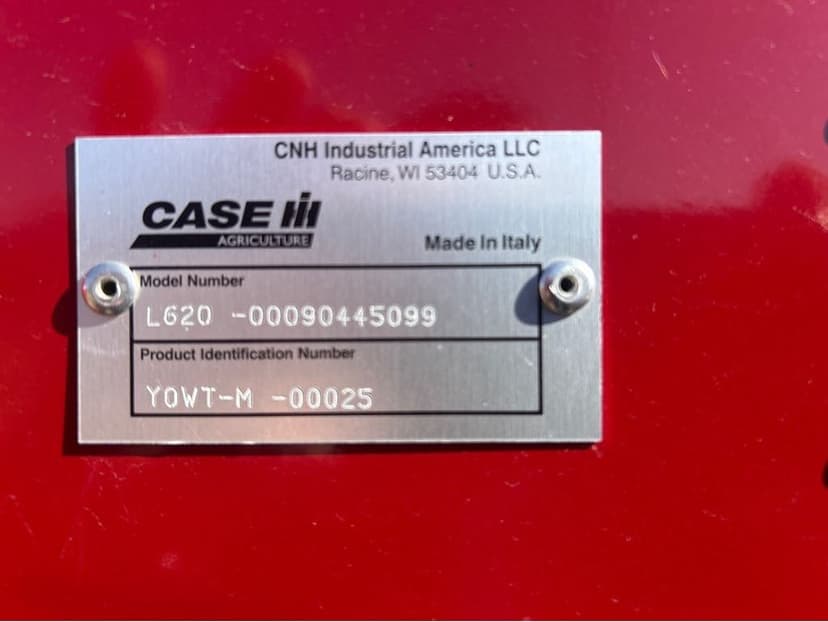 CNH Industrial America LLC
Racine, WI 53404 U.S.A.
CASE IH
AGRICULTURE
Made In Italy
Model Number
L620 -00090445099
Product Identification Number
YOWT-M -00025